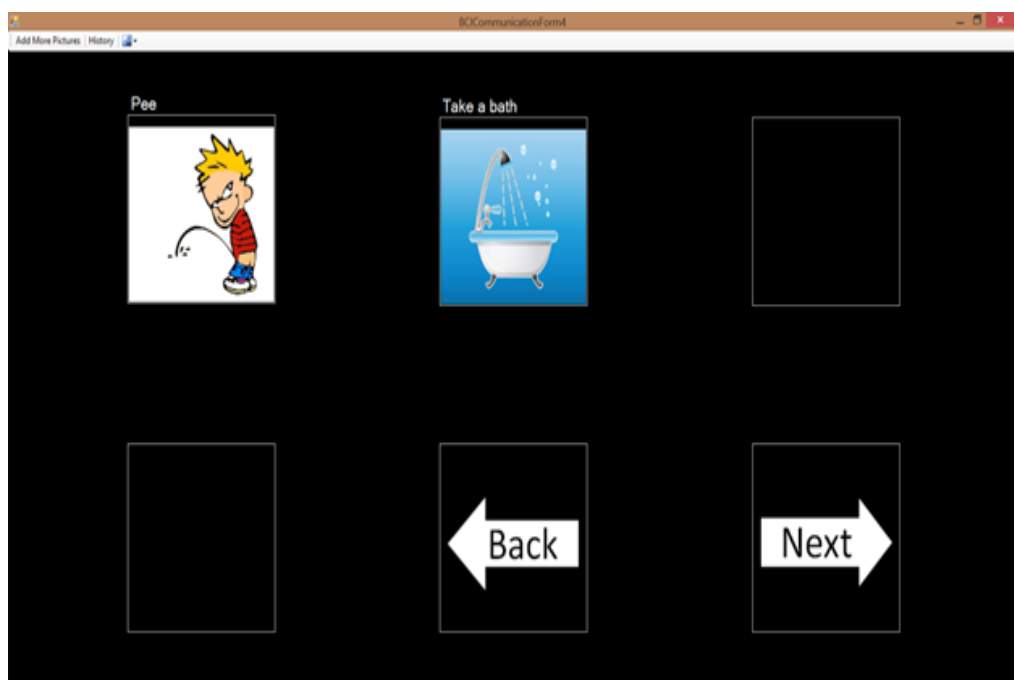 BCICommunicationForm4
Add More Pictures History
Pee
Take a bath
Back
Next